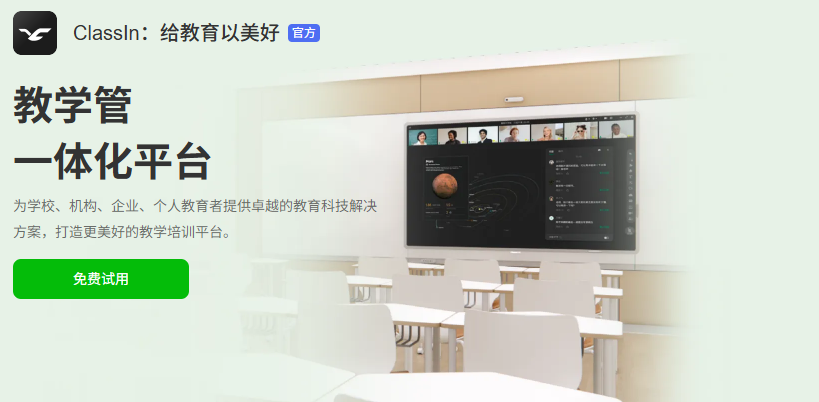 ClassIn：给教育以美好 官方
教学管
一体化平台
为学校、机构、企业、个人教育者提供卓越的教育科技解决
方案，打造更美好的教学培训平台。
免费试用